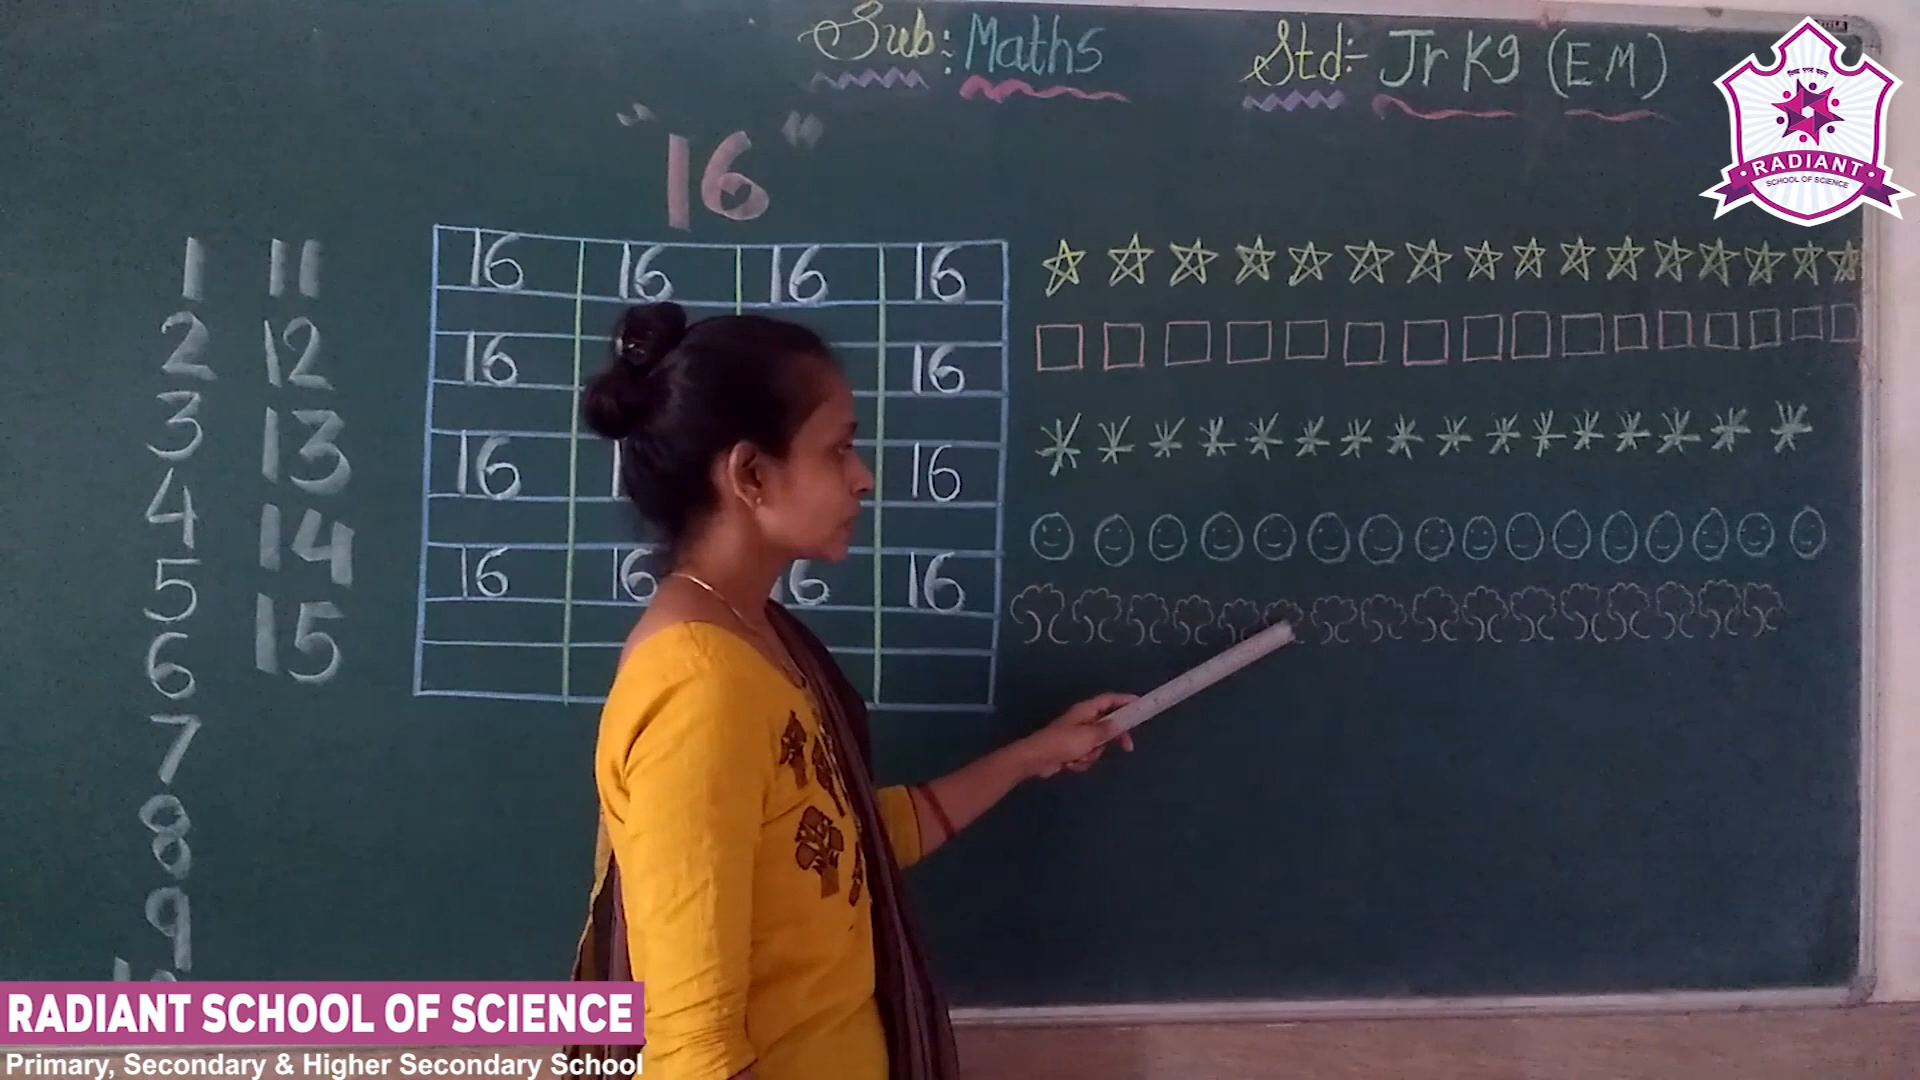 Sub: Maths Std:- Jr Kg (E.M)
"16"
1 11
2 12
3 13
4 14
5 15
6
7
8
9
16 16 16 16
16 16
16 16
16 16 16 16
RADIANT
SCHOOL OF SCIENCE
RADIANT SCHOOL OF SCIENCE
Primary, Secondary & Higher Secondary School